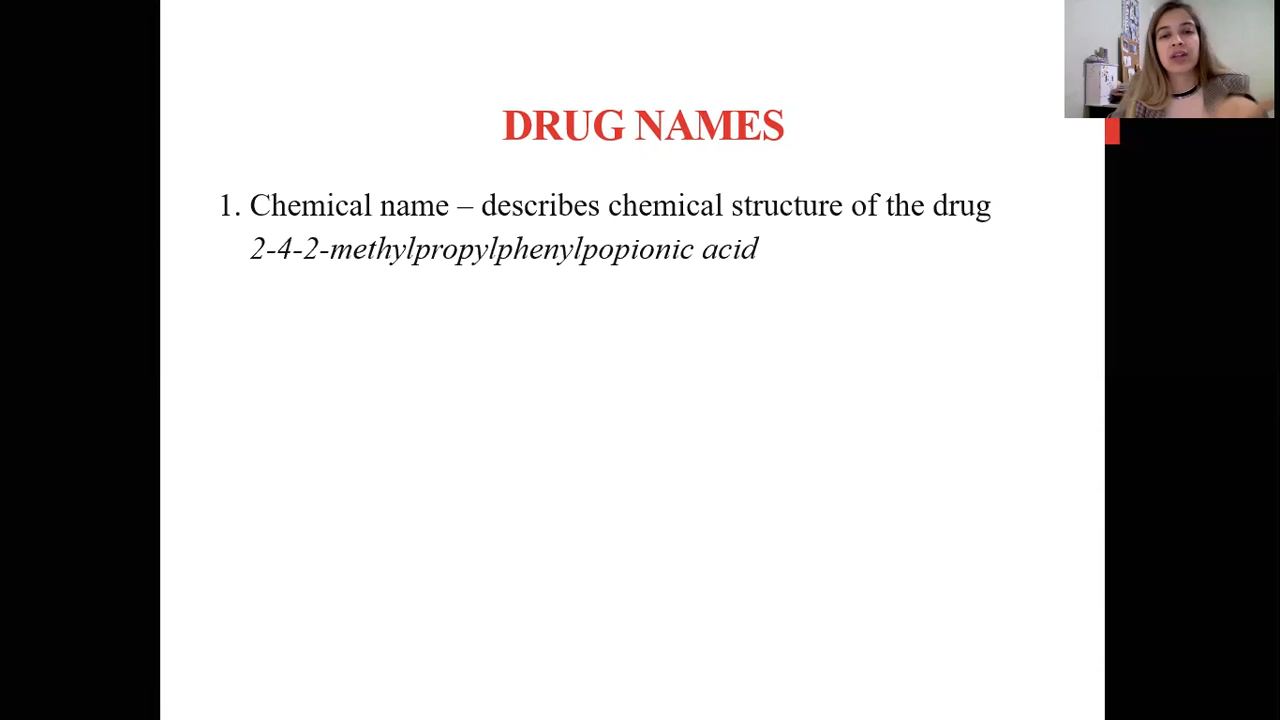 DRUG NAMES
1. Chemical name – describes chemical structure of the drug
2-4-2-methylpropylphenylpopionic acid